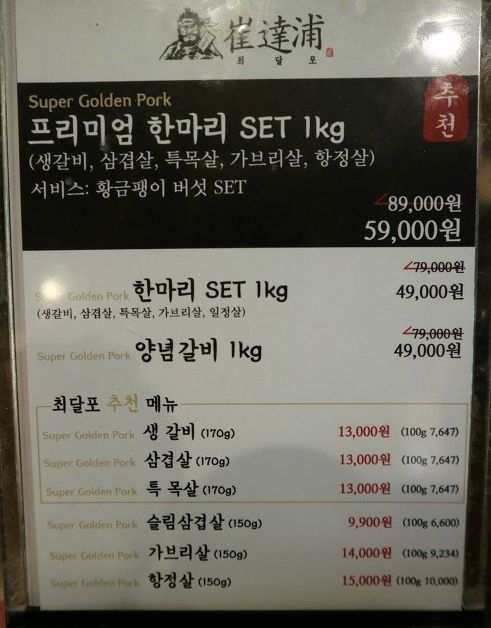 崔達浦
최달포
Super Golden Pork
추천
프리미엄 한마리 SET 1kg
(생갈비, 삼겹살, 특목살, 가브리살, 항정살)
서비스: 황금팽이 버섯 SET
89,000원
59,000원
79,000원
Super Golden Pork 한마리 SET 1kg 49,000원
(생갈비, 삼겹살, 특목살, 가브리살, 일정살)
79,000원
Super Golden Pork 양념갈비 1kg 49,000원
최달포 추천 메뉴
Super Golden Pork 생 갈비 (170g) 13,000원 (100g 7,647)
Super Golden Pork 삼겹살 (170g) 13,000원 (100g 7,647)
Super Golden Pork 특 목살 (170g) 13,000원 (100g 7,647)
Super Golden Pork 슬림삼겹살 (150g) 9,900원 (100g 6,600)
Super Golden Pork 가브리살 (150g) 14,000원 (100g 9,234)
Super Golden Pork 항정살 (150g) 15,000원 (100g 10,000)